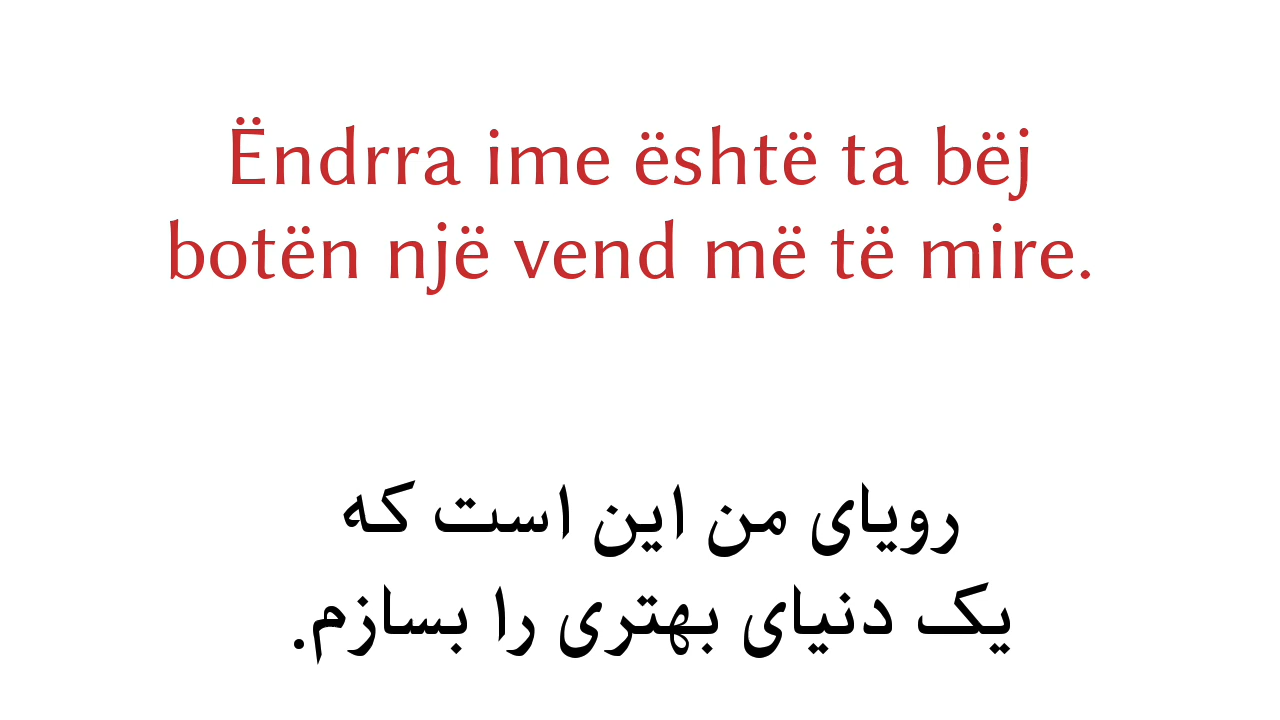 Ëndrra ime është ta bëj
botën një vend më të mire.
رویای من این است که
یک دنیای بهتری را بسازم.